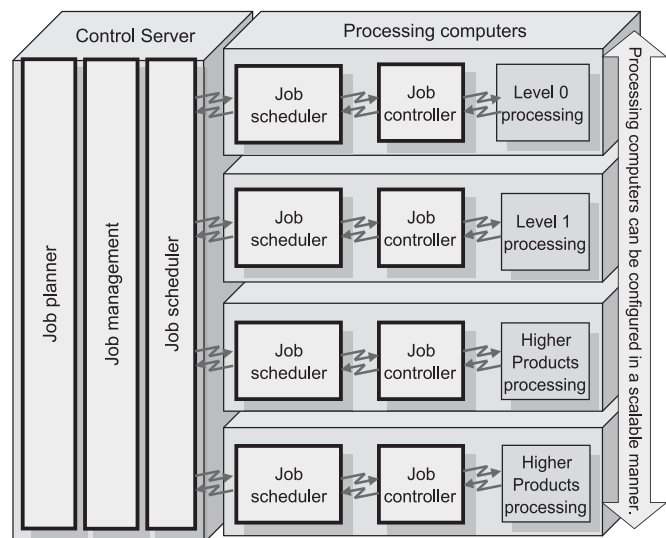 Control Server
Processing computers
Job planner
Job management
Job scheduler
Job
scheduler
Job
controller
Level 0
processing
Job
scheduler
Job
controller
Level 1
processing
Job
scheduler
Job
controller
Higher
Products
processing
Job
scheduler
Job
controller
Higher
Products
processing
Processing computers can be configured in a scalable manner.